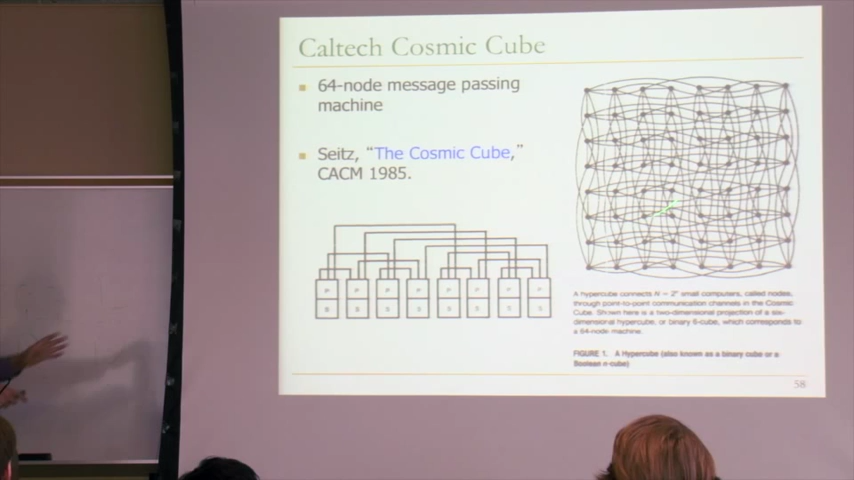 Caltech Cosmic Cube
64-node message passing
machine
Seitz, “The Cosmic Cube,”
CACM 1985.
P P P P P P P P
S S S S S S S S
A hypercube connects N = 2ⁿ small computers, called nodes,
through point-to-point communication channels in the Cosmic
Cube. Shown here is a two-dimensional projection of a six-
dimensional hypercube, or binary 6-cube, which corresponds to
a 64-node machine.
FIGURE 1. A Hypercube (also known as a binary cube or a
Boolean n-cube)
58